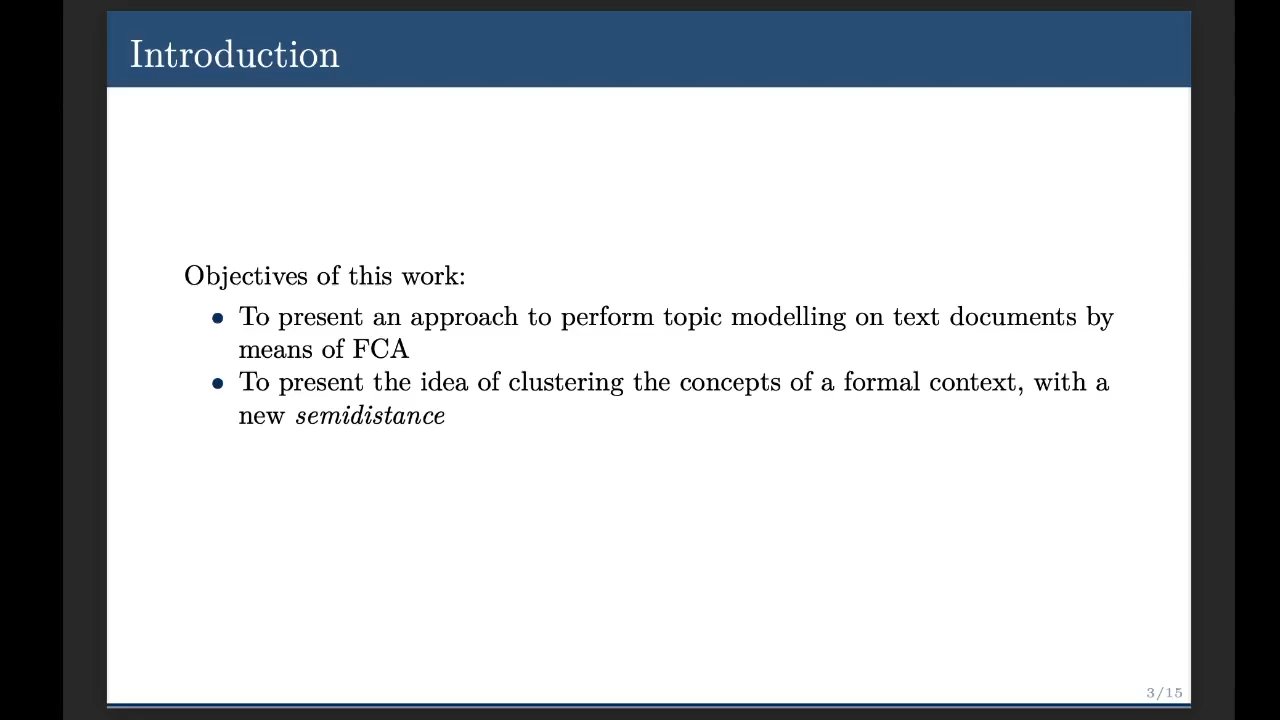 Introduction
Objectives of this work:
• To present an approach to perform topic modelling on text documents by
means of FCA
• To present the idea of clustering the concepts of a formal context, with a
new semidistance
3/15